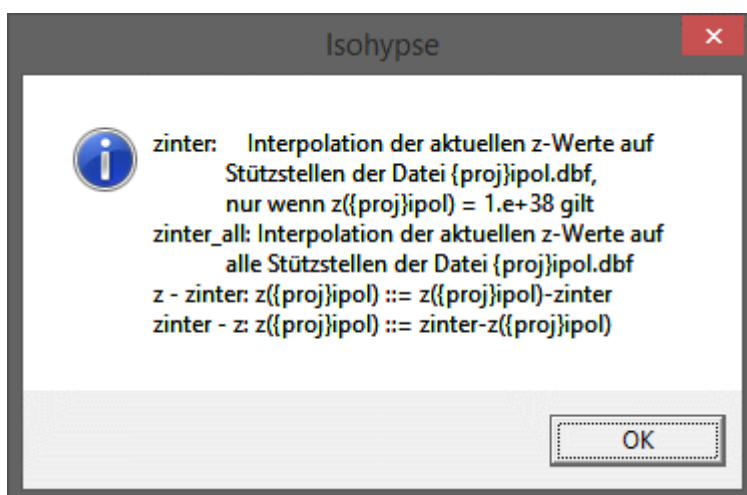 Isohypse
zinter: Interpolation der aktuellen z-Werte auf
Stützstellen der Datei {proj}ipol.dbf,
nur wenn z({proj}ipol) = 1.e+38 gilt
zinter_all: Interpolation der aktuellen z-Werte auf
alle Stützstellen der Datei {proj}ipol.dbf
z - zinter: z({proj}ipol) ::= z({proj}ipol)-zinter
zinter - z: z({proj}ipol) ::= zinter-z({proj}ipol)
OK